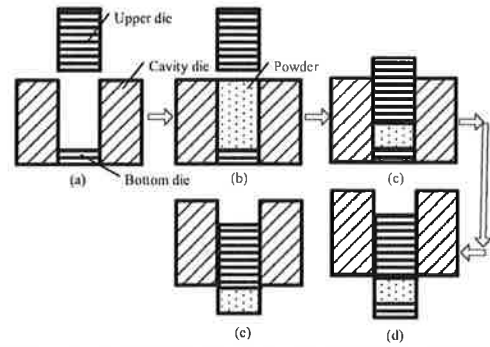 Upper die
Cavity die
Powder
(a)
Bottom die
(b)
(c)
(e)
(d)